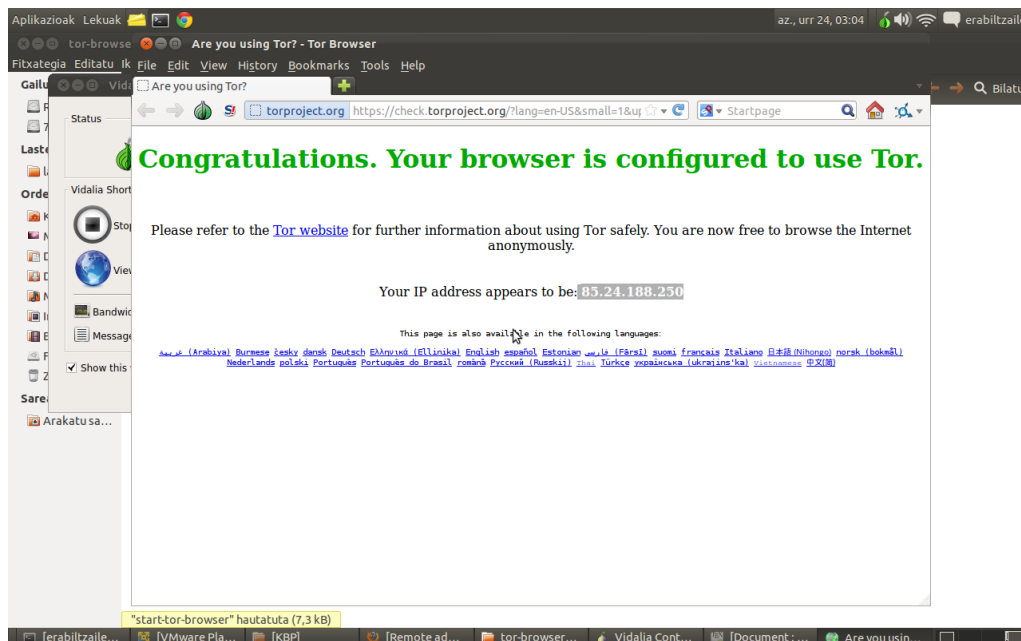 Aplikazioak Lekuak az., urr 24, 03:04 erabiltzaile
tor-browse Are you using Tor? - Tor Browser
Fitxategia Editatu Ik File Edit View History Bookmarks Tools Help
Gailu Vida Are you using Tor?
torproject.org https://check.torproject.org/?lang=en-US&small=1&up Startpage Bilatu
Status
Congratulations. Your browser is configured to use Tor.
Laste
Orde Vidalia Short
Stop
Please refer to the Tor website for further information about using Tor safely. You are now free to browse the Internet
anonymously.
View
Your IP address appears to be: 85.24.188.250
Bandwid
Message
This page is also available in the following languages:
عربية (Arabiya) Burmese česky dansk Deutsch Ελληνικά (Ellinika) English español Estonian فارسی (Fārsī) suomi français Italiano 日本語 (Nihongo) norsk (bokmål)
Nederlands polski Português Português do Brasil română Русский (Russkij) Thai Türkçe українська (ukrajins'ka) Vietnamese 中文(简)
Show this
Sarea
Arakatu sa...
"start-tor-browser" hautatuta (7,3 kB)
[erabiltzaile... [VMware Pla... [KBP] [Remote ad... tor-browser... Vidalia Cont... [Document : ... Are you usin...